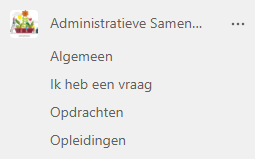 Administratieve Samen...
Algemeen
Ik heb een vraag
Opdrachten
Opleidingen